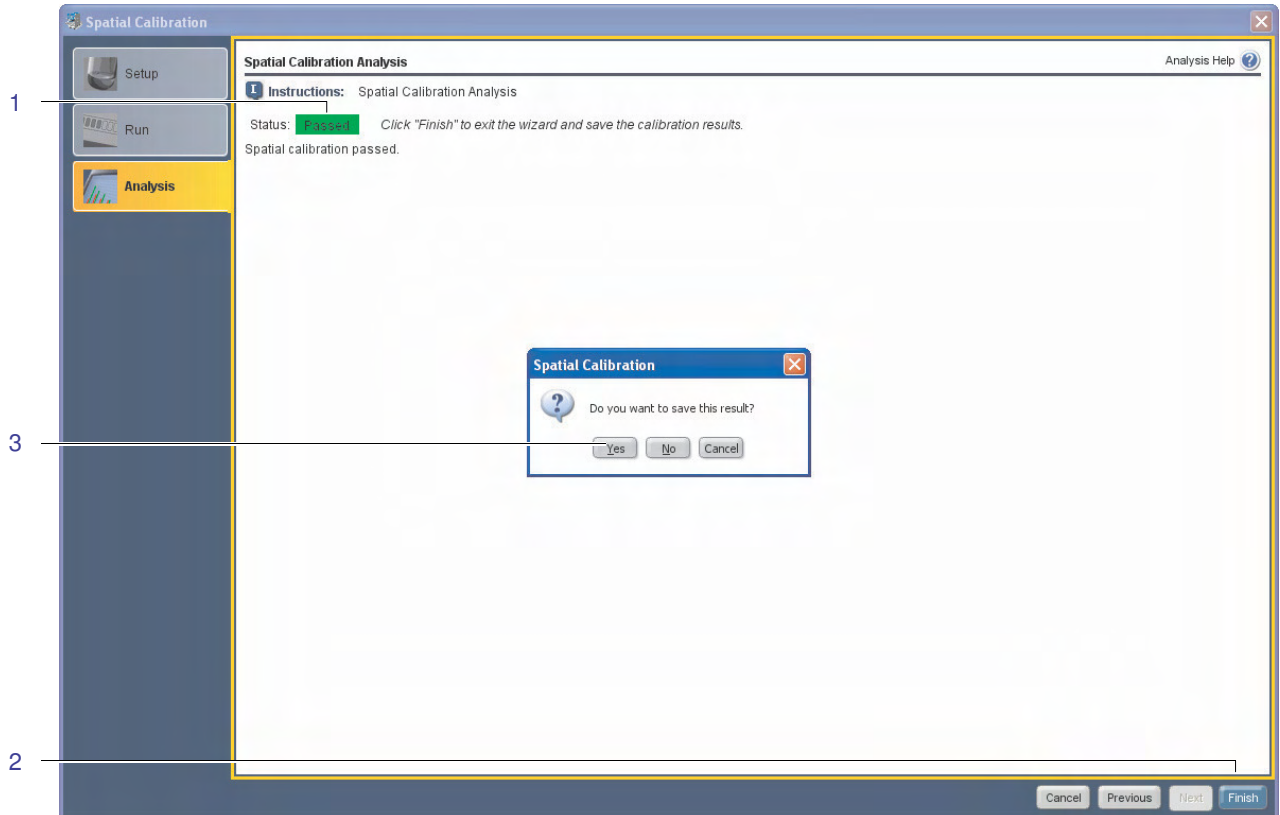 Spatial Calibration
Setup
Run
Analysis
Spatial Calibration Analysis
Analysis Help ?
I Instructions: Spatial Calibration Analysis
1
Status: Passed Click "Finish" to exit the wizard and save the calibration results.
Spatial calibration passed.
Spatial Calibration
? Do you want to save this result?
3
Yes No Cancel
2
Cancel Previous Next Finish